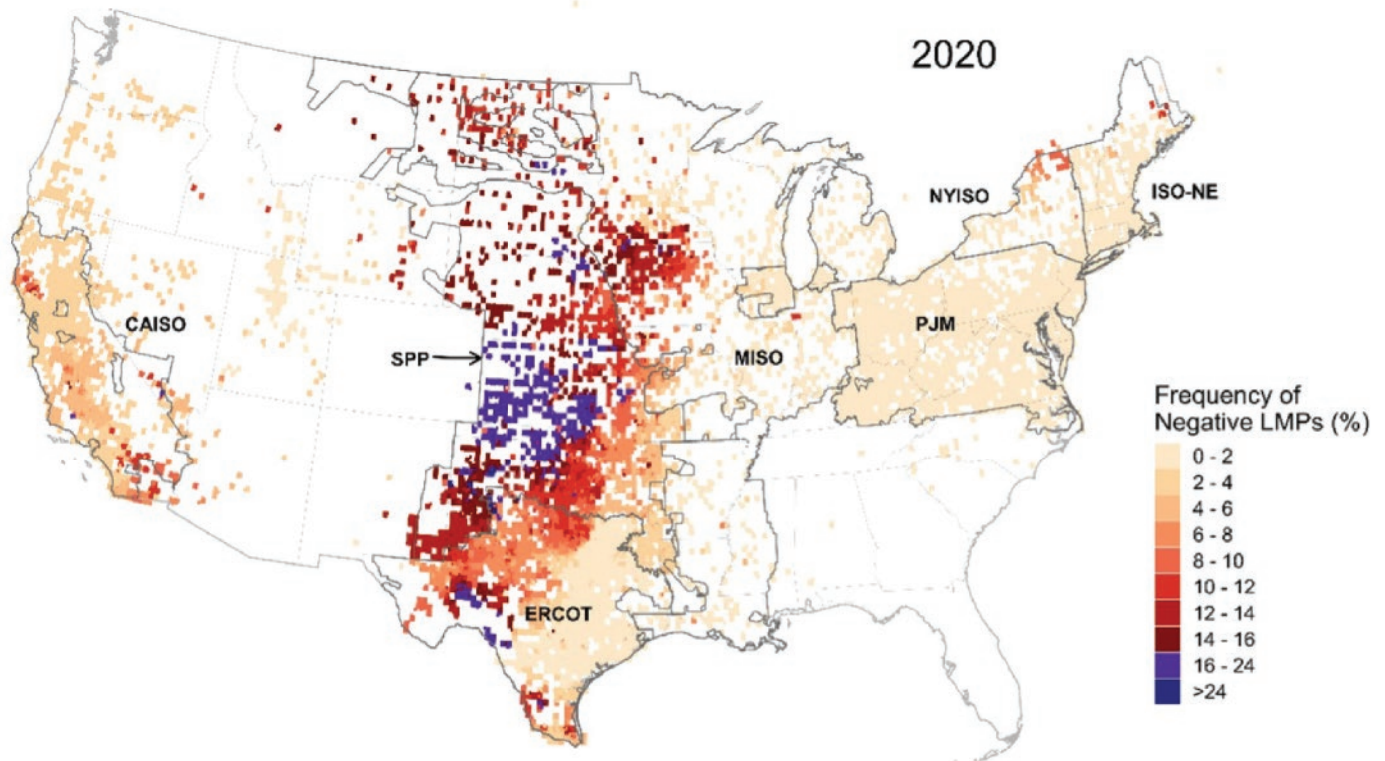 2020
NYISO
ISO-NE
CAISO
PJM
SPP
MISO
ERCOT
Frequency of
Negative LMPs (%)
0 - 2
2 - 4
4 - 6
6 - 8
8 - 10
10 - 12
12 - 14
14 - 16
16 - 24
>24